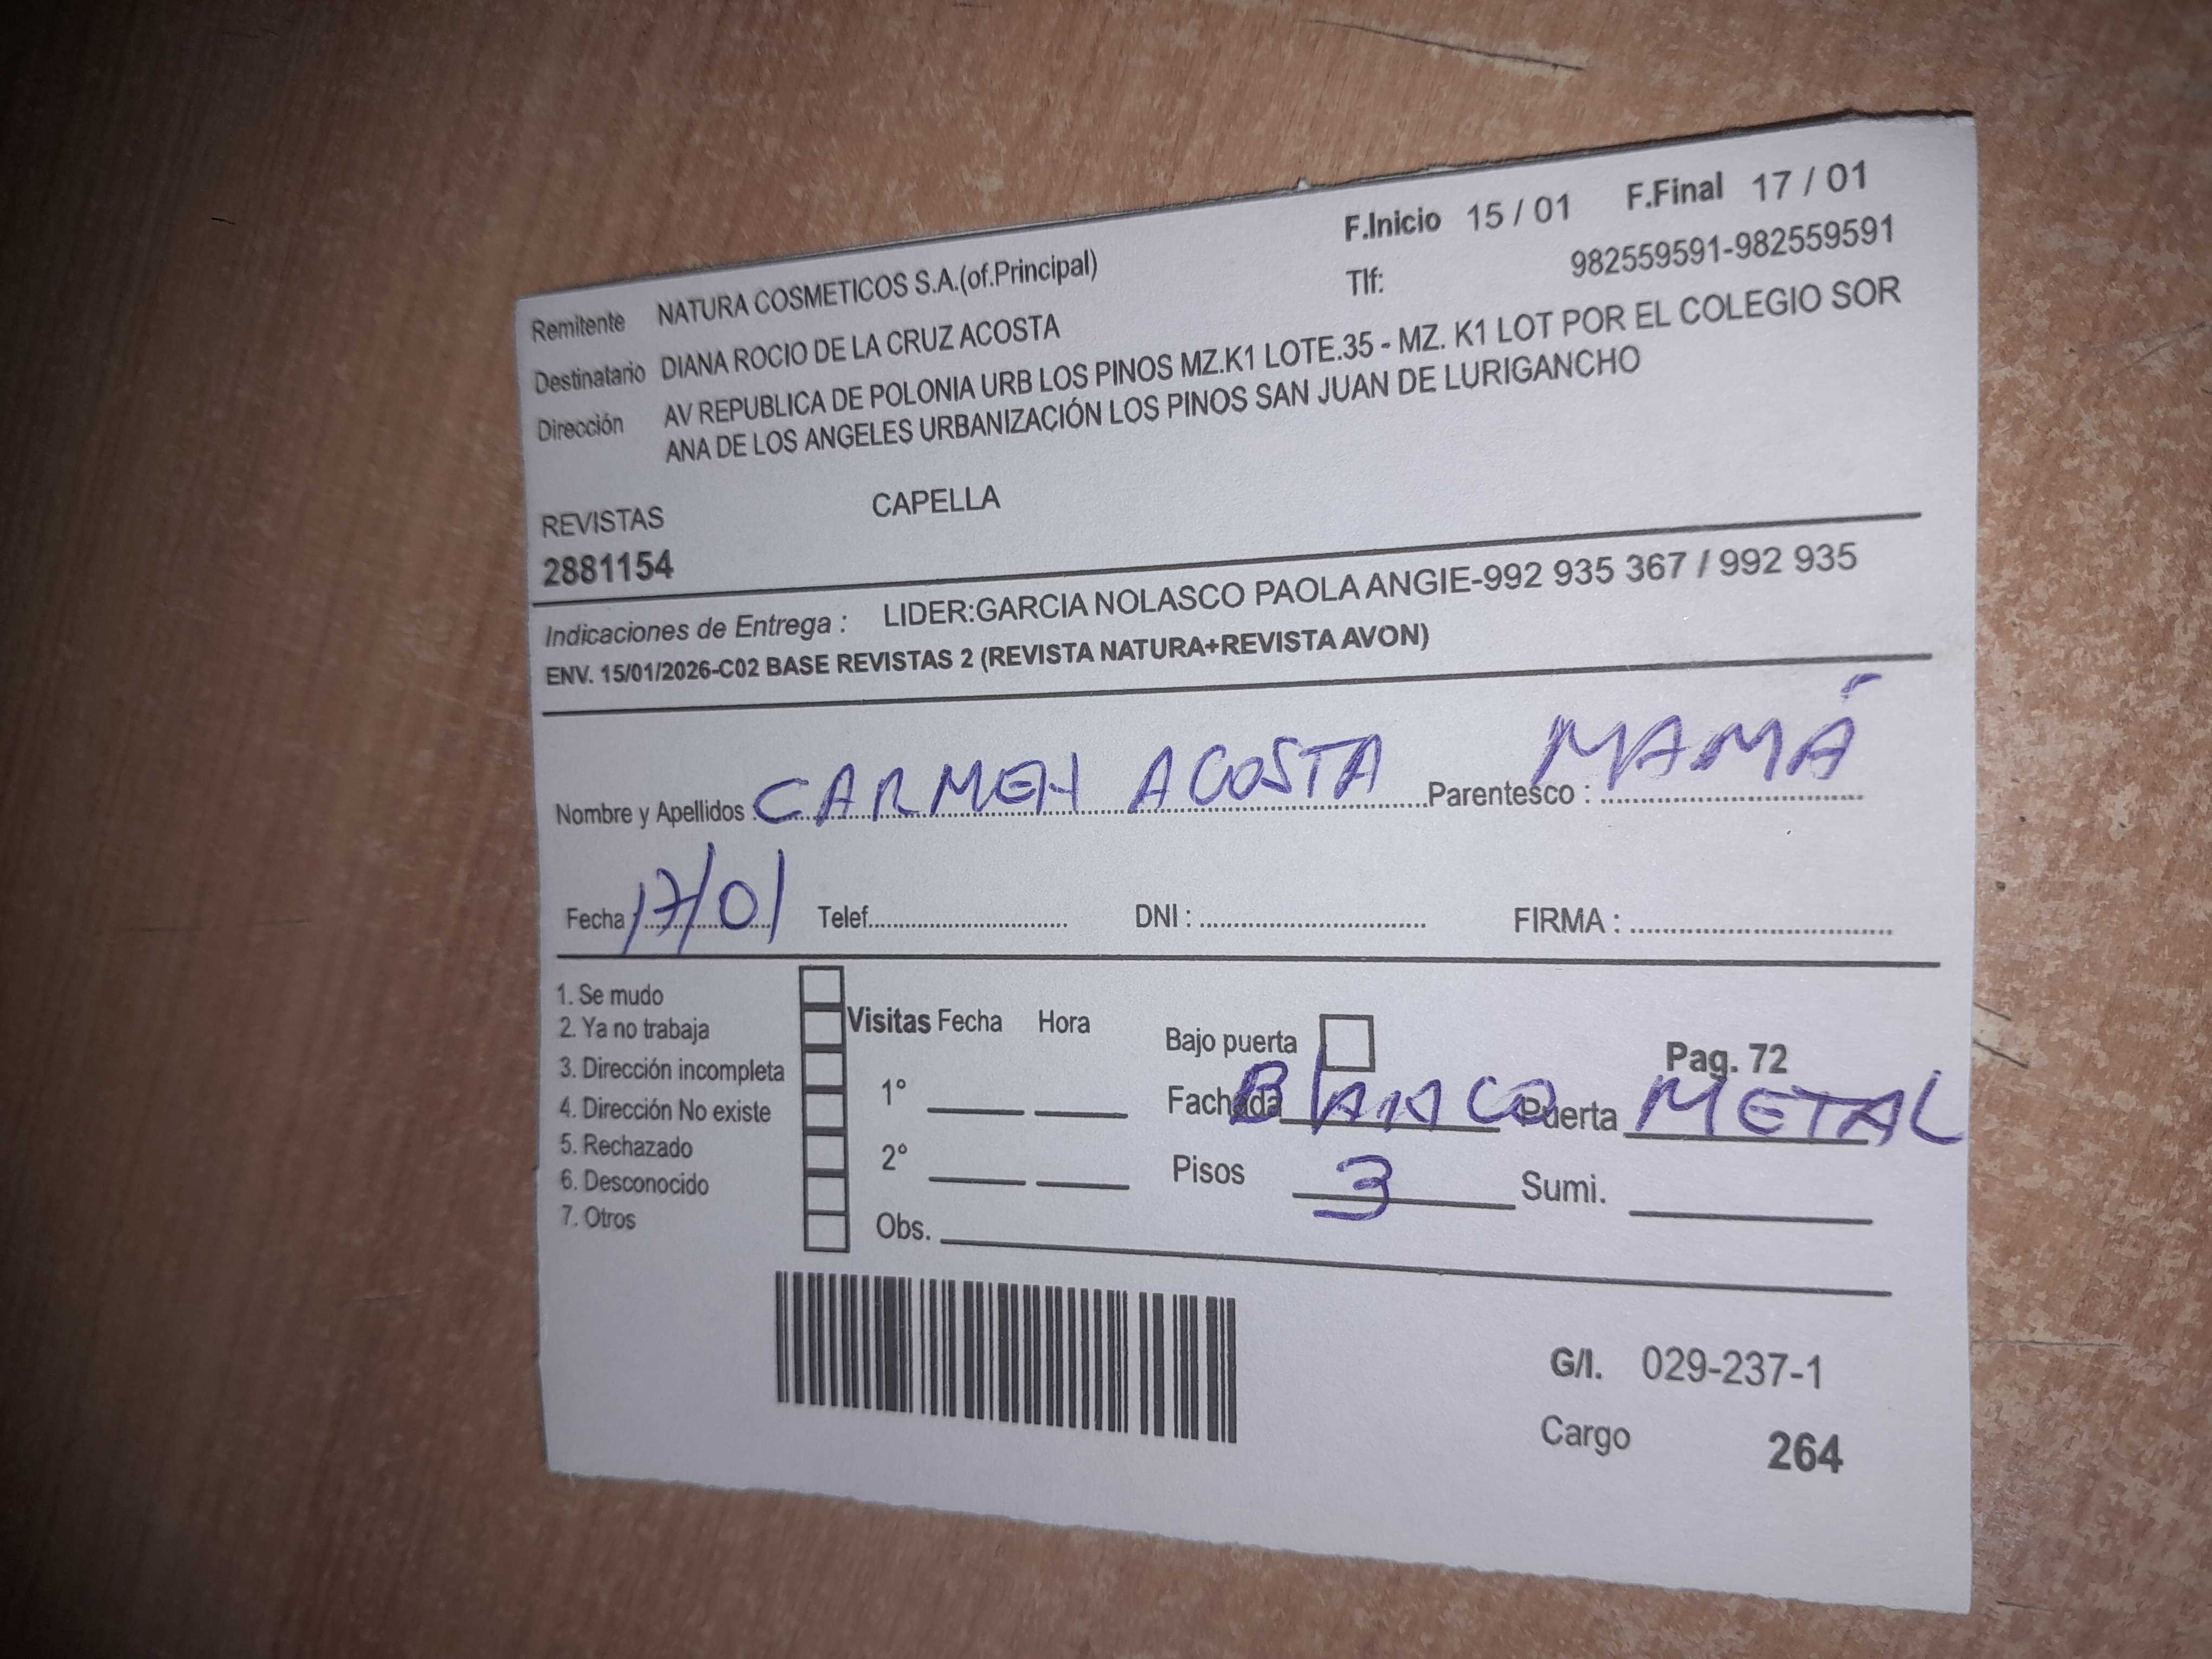 F.Inicio 15 / 01 F.Final 17 / 01
Remitente NATURA COSMETICOS S.A.(of.Principal) Tlf: 982559591-982559591
Destinatario DIANA ROCIO DE LA CRUZ ACOSTA
Dirección AV REPUBLICA DE POLONIA URB LOS PINOS MZ.K1 LOTE.35 - MZ. K1 LOT POR EL COLEGIO SOR
ANA DE LOS ANGELES URBANIZACIÓN LOS PINOS SAN JUAN DE LURIGANCHO
REVISTAS CAPELLA
2881154
Indicaciones de Entrega : LIDER:GARCIA NOLASCO PAOLA ANGIE-992 935 367 / 992 935
ENV. 15/01/2026-C02 BASE REVISTAS 2 (REVISTA NATURA+REVISTA AVON)
Nombre y Apellidos : CARMEN ACOSTA Parentesco : MAMÁ
Fecha : 17/01 Telef. DNI : FIRMA :
1. Se mudo
2. Ya no trabaja
3. Dirección incompleta
4. Dirección No existe
5. Rechazado
6. Desconocido
7. Otros
Visitas Fecha Hora
1°
2°
Obs.
Bajo puerta Pag. 72
Fachada BlANCO Puerta METAL
Pisos 3 Sumi.
G/I. 029-237-1
Cargo 264